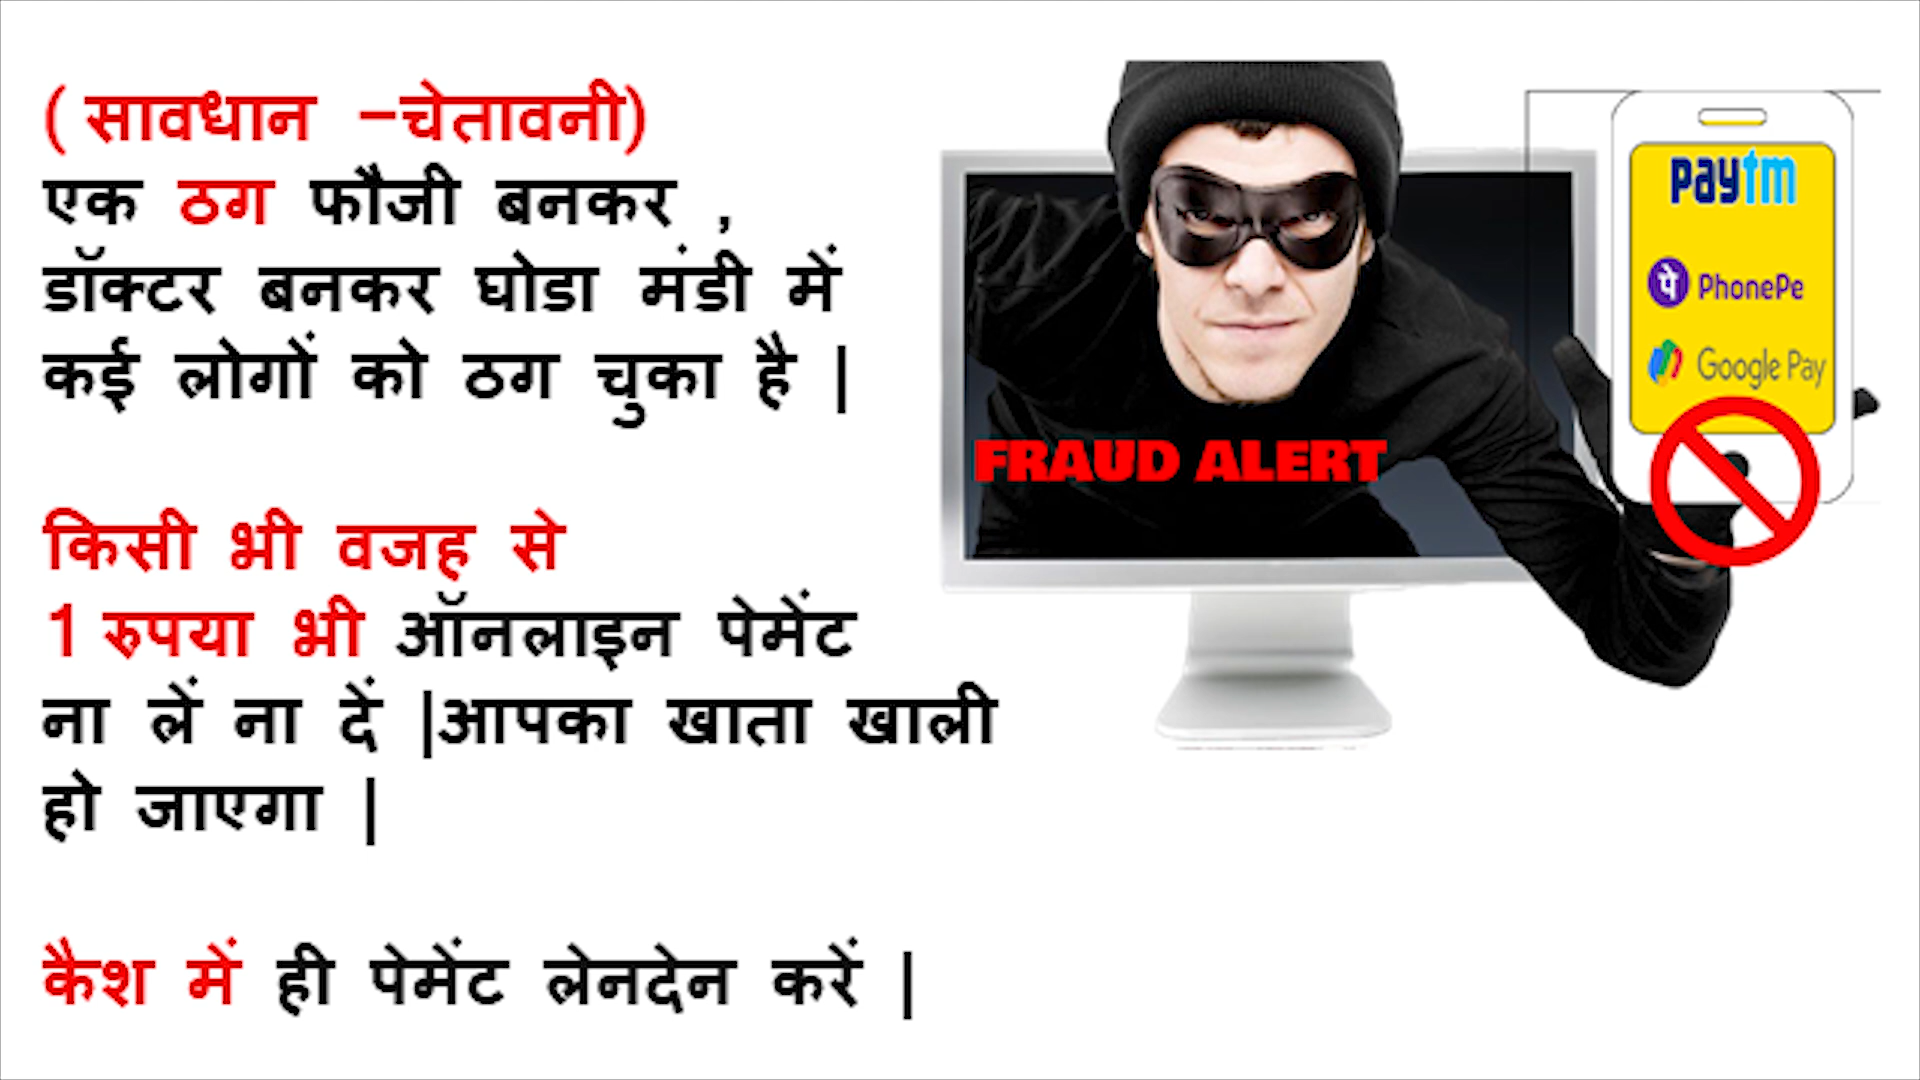 ( सावधान -चेतावनी)
एक ठग फौजी बनकर ,
डॉक्टर बनकर घोडा मंडी में
कई लोगों को ठग चुका है |
किसी भी वजह से
1 रुपया भी ऑनलाइन पेमेंट
ना लें ना दें |आपका खाता खाली
हो जाएगा |
कैश में ही पेमेंट लेनदेन करें |
FRAUD ALERT
paytm
पे PhonePe
Google Pay